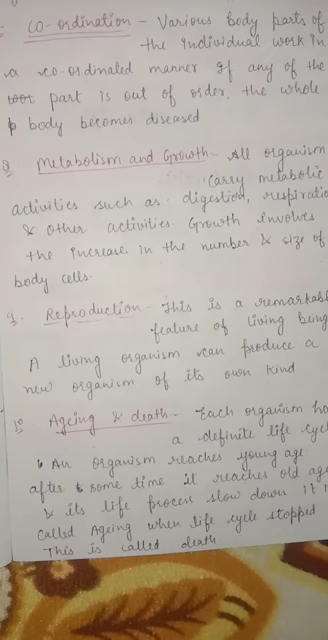 CO-ordination - Various body parts of
the individual work in
a co-ordinated manner If any of the
part is out of order, the whole
body becomes diseased
8 Metabolism and Growth - All organism
carry metabolic
activities such as digestion, respiratio
& other activities. Growth involves
the increase in the number & size of
body cells.
9. Reproduction - This is a remarkabl
feature of living being
A living organism can produce a
new organism of its own kind
10 Ageing & death - Each organism ha
a definite life cycl
An organism reaches young age
after some time it reaches old age
& its life process slow down It i
called Ageing when life cycle stopped
This is called death